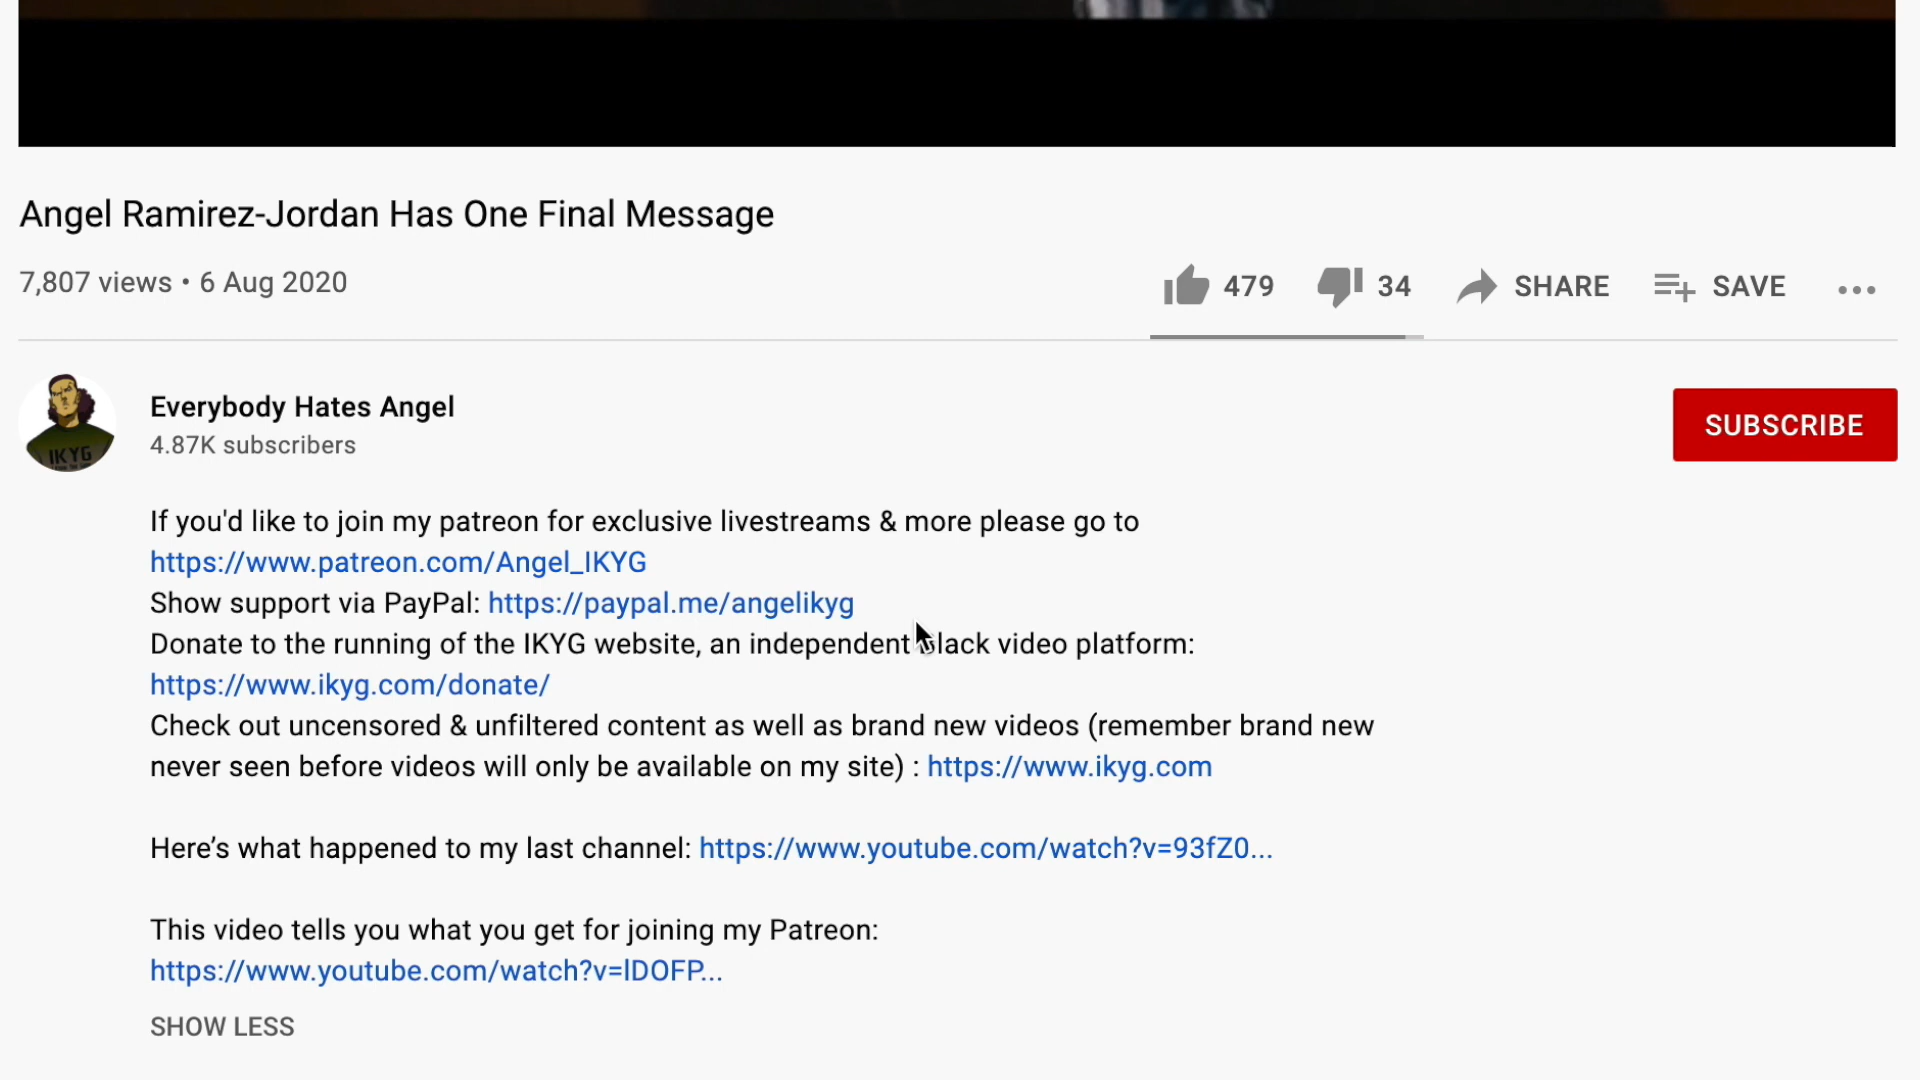 Angel Ramirez-Jordan Has One Final Message
7,807 views • 6 Aug 2020
479 34 SHARE SAVE
IKYG
Everybody Hates Angel
4.87K subscribers
SUBSCRIBE
If you'd like to join my patreon for exclusive livestreams & more please go to
https://www.patreon.com/Angel_IKYG
Show support via PayPal: https://paypal.me/angelikyg
Donate to the running of the IKYG website, an independent black video platform:
https://www.ikyg.com/donate/
Check out uncensored & unfiltered content as well as brand new videos (remember brand new
never seen before videos will only be available on my site) : https://www.ikyg.com
Here’s what happened to my last channel: https://www.youtube.com/watch?v=93fZ0...
This video tells you what you get for joining my Patreon:
https://www.youtube.com/watch?v=lDOFP...
SHOW LESS